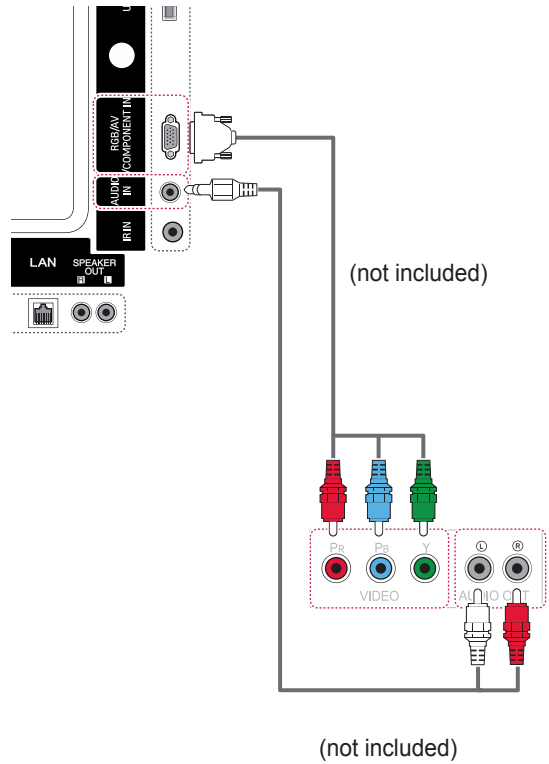 RGB/AV
/COMPONENT IN
AUDIO
IN
IR IN
LAN
SPEAKER
OUT
R L
(not included)
PR PB Y
VIDEO
L R
AUDIO OUT
(not included)